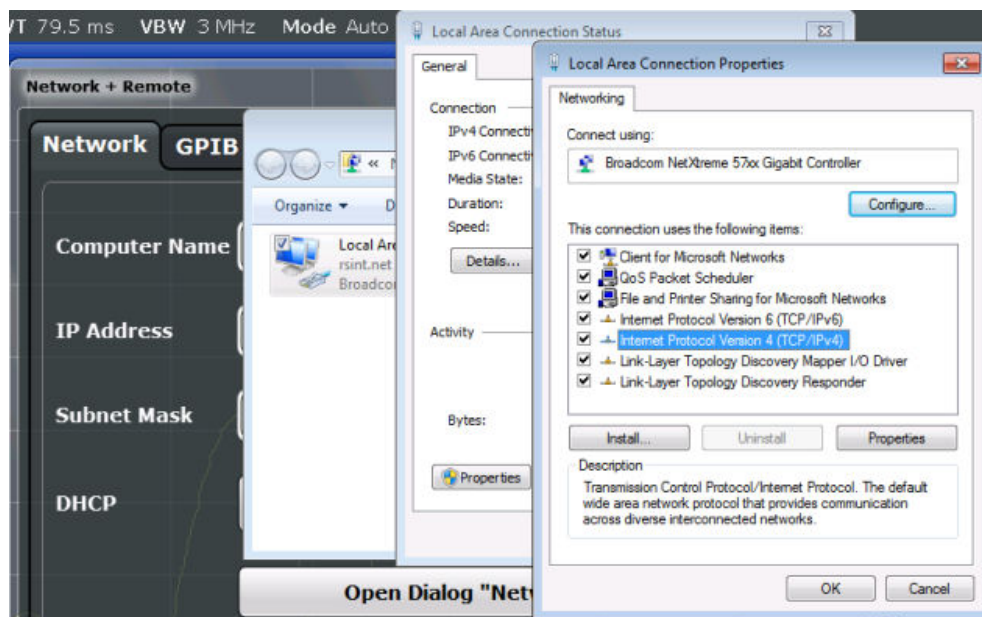 79.5 ms VBW 3 MHz Mode Auto
Network + Remote
Network GPIB
Computer Name
IP Address
Subnet Mask
DHCP
Open Dialog
Organize
Local
rsint.net
Local Area Connection Status
General
Connection
IPv4
IPv6
Media State:
Duration:
Speed:
Details...
Activity
Bytes:
Properties
Local Area Connection Properties
Networking
Connect using:
Broadcom NetXtreme 57xx Gigabit Controller
Configure...
This connection uses the following items:
Client for Microsoft Networks
QoS Packet Scheduler
File and Printer Sharing for Microsoft Networks
Internet Protocol Version 6 (TCP/IPv6)
Internet Protocol Version 4 (TCP/IPv4)
Link-Layer Topology Discovery Mapper I/O Driver
Link-Layer Topology Discovery Responder
Install... Uninstall Properties
Description
Transmission Control Protocol/Internet Protocol. The default
wide area network protocol that provides communication
across diverse interconnected networks.
OK Cancel